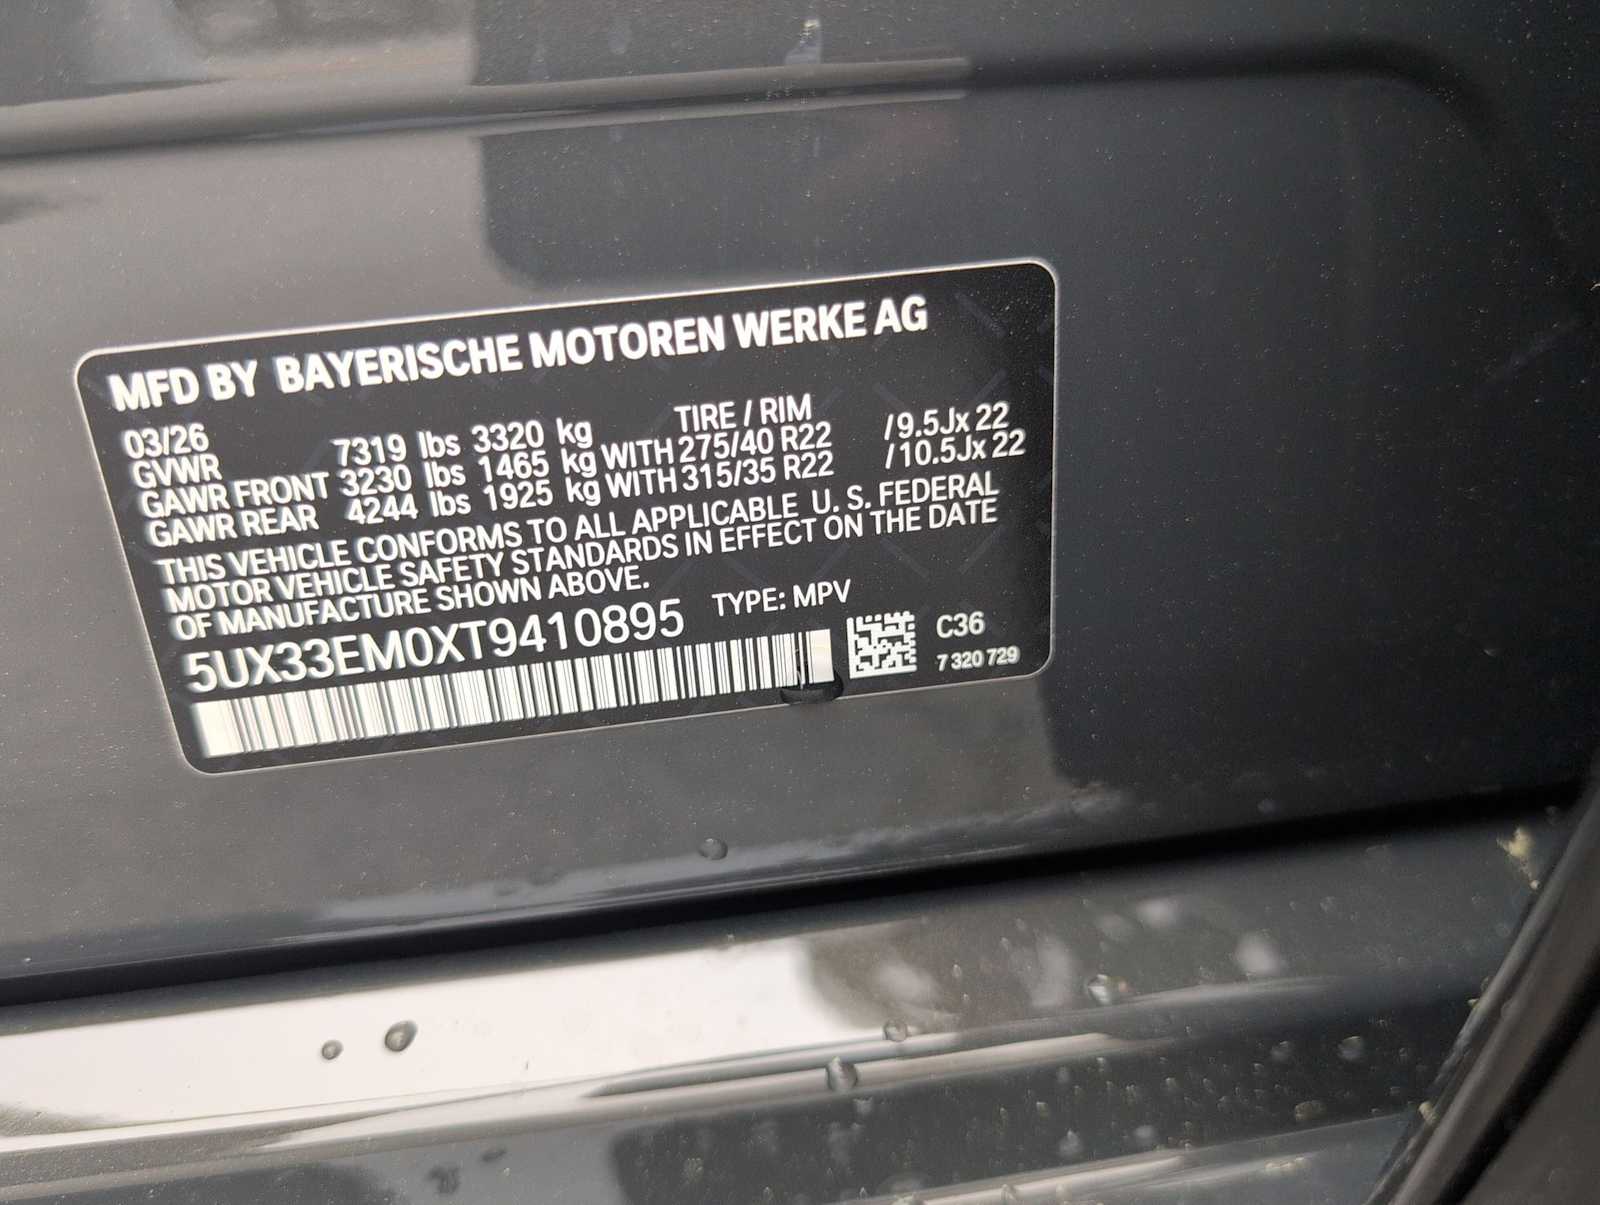 MFD BY BAYERISCHE MOTOREN WERKE AG
03/26 TIRE / RIM
GVWR 7319 lbs 3320 kg
GAWR FRONT 3230 lbs 1465 kg WITH 275/40 R22 /9.5Jx 22
GAWR REAR 4244 lbs 1925 kg WITH 315/35 R22 /10.5Jx 22
THIS VEHICLE CONFORMS TO ALL APPLICABLE U. S. FEDERAL
MOTOR VEHICLE SAFETY STANDARDS IN EFFECT ON THE DATE
OF MANUFACTURE SHOWN ABOVE.
5UX33EM0XT9410895 TYPE: MPV
C36
7 320 729